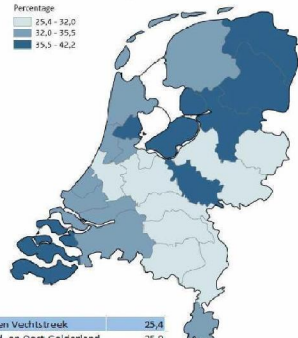 Percentage
25,4 - 32,0
32,0 - 35,5
35,5 - 42,2
en Vechtstreek 25,4